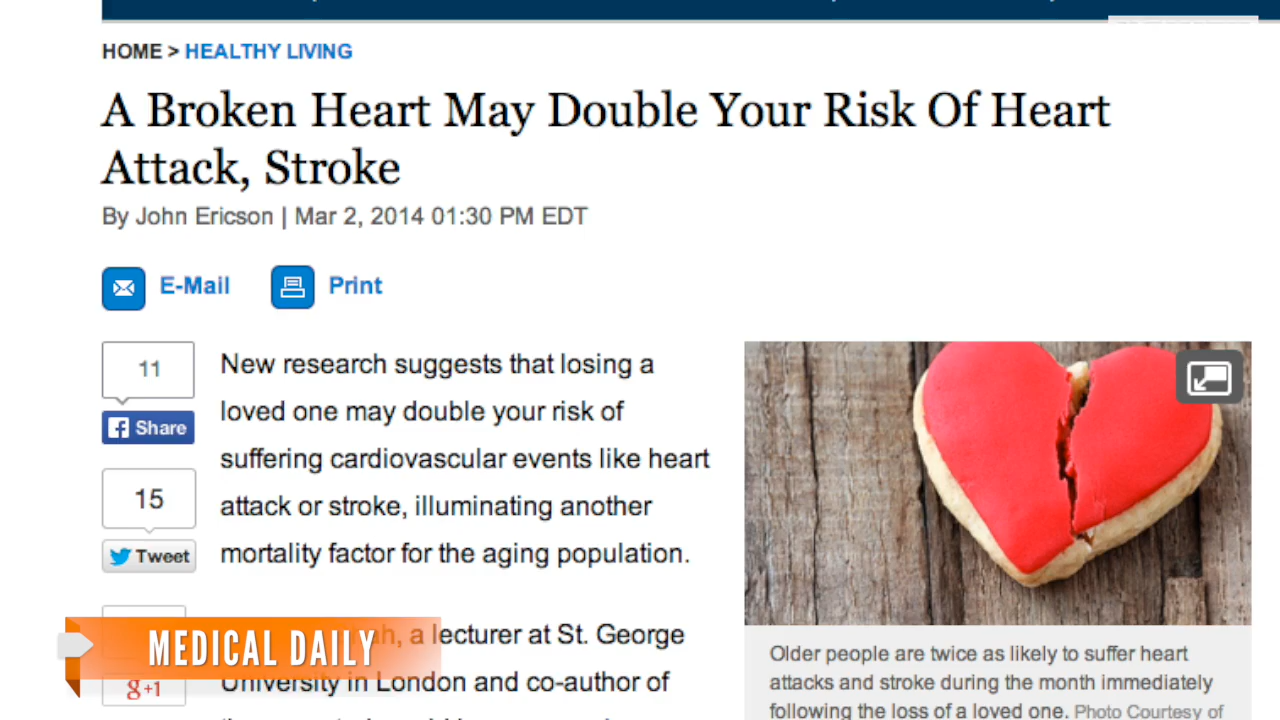 HOME > HEALTHY LIVING
A Broken Heart May Double Your Risk Of Heart
Attack, Stroke
By John Ericson | Mar 2, 2014 01:30 PM EDT
E-Mail
Print
11
Share
15
Tweet
g+1
New research suggests that losing a
loved one may double your risk of
suffering cardiovascular events like heart
attack or stroke, illuminating another
mortality factor for the aging population.
a lecturer at St. George
University in London and co-author of
Older people are twice as likely to suffer heart
attacks and stroke during the month immediately
following the loss of a loved one. Photo Courtesy of
MEDICAL DAILY